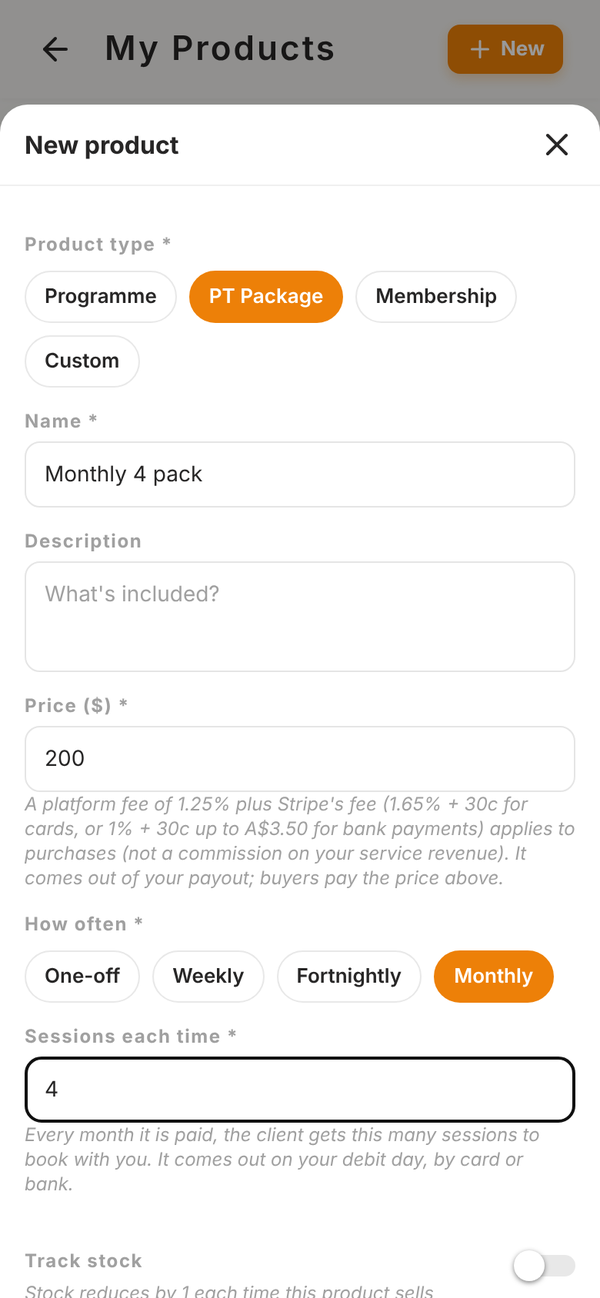 My Products
+ New
New product
Product type *
Programme
PT Package
Membership
Custom
Name *
Monthly 4 pack
Description
What's included?
Price ($) *
200
A platform fee of 1.25% plus Stripe's fee (1.65% + 30c for
cards, or 1% + 30c up to A$3.50 for bank payments) applies to
purchases (not a commission on your service revenue). It
comes out of your payout; buyers pay the price above.
How often *
One-off
Weekly
Fortnightly
Monthly
Sessions each time *
4
Every month it is paid, the client gets this many sessions to
book with you. It comes out on your debit day, by card or
bank.
Track stock
Stock reduces by 1 each time this product sells